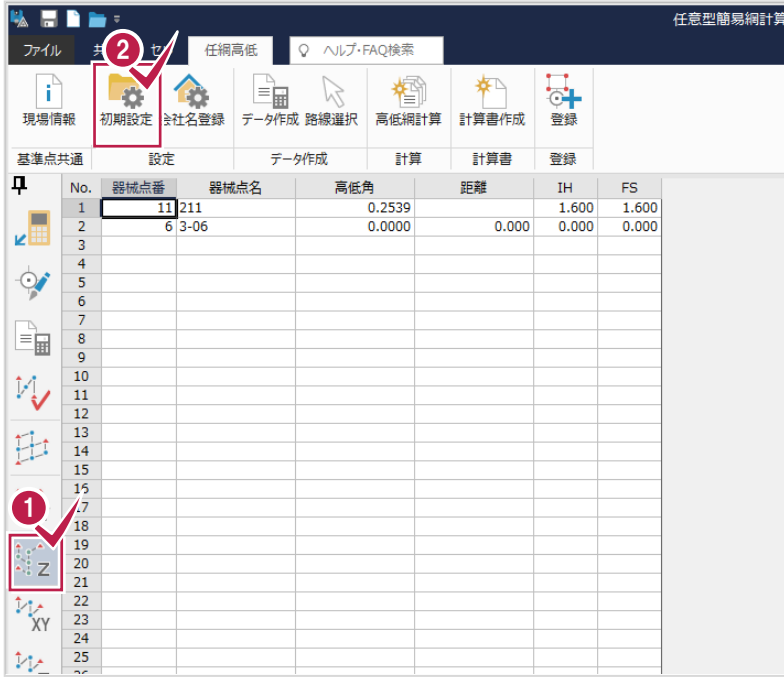 任意型簡易網計算
ファイル 共 セル 任網高低 ヘルプ・FAQ検索
2
現場情報 初期設定 会社名登録 データ作成 路線選択 高低網計算 計算書作成 登録
基準点共通 設定 データ作成 計算 計算書 登録
No. 器械点番 器械点名 高低角 距離 IH FS
1 11 211 0.2539 1.600 1.600
2 6 3-06 0.0000 0.000 0.000 0.000
3
4
5
6
7
8
9
10
11
12
13
14
15
16
1
17
18
19
Z
20
21
22
XY
23
24
25
26